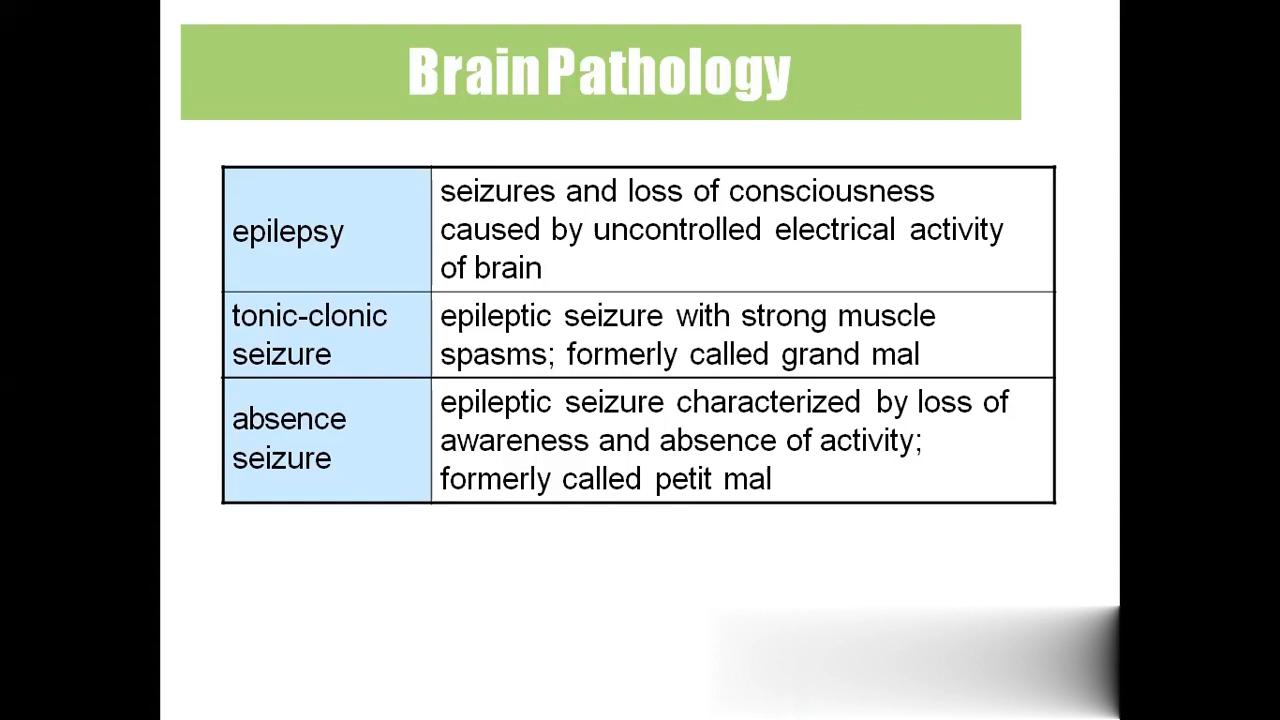 Brain Pathology
epilepsy
seizures and loss of consciousness
caused by uncontrolled electrical activity
of brain
tonic-clonic
seizure
epileptic seizure with strong muscle
spasms; formerly called grand mal
absence
seizure
epileptic seizure characterized by loss of
awareness and absence of activity;
formerly called petit mal